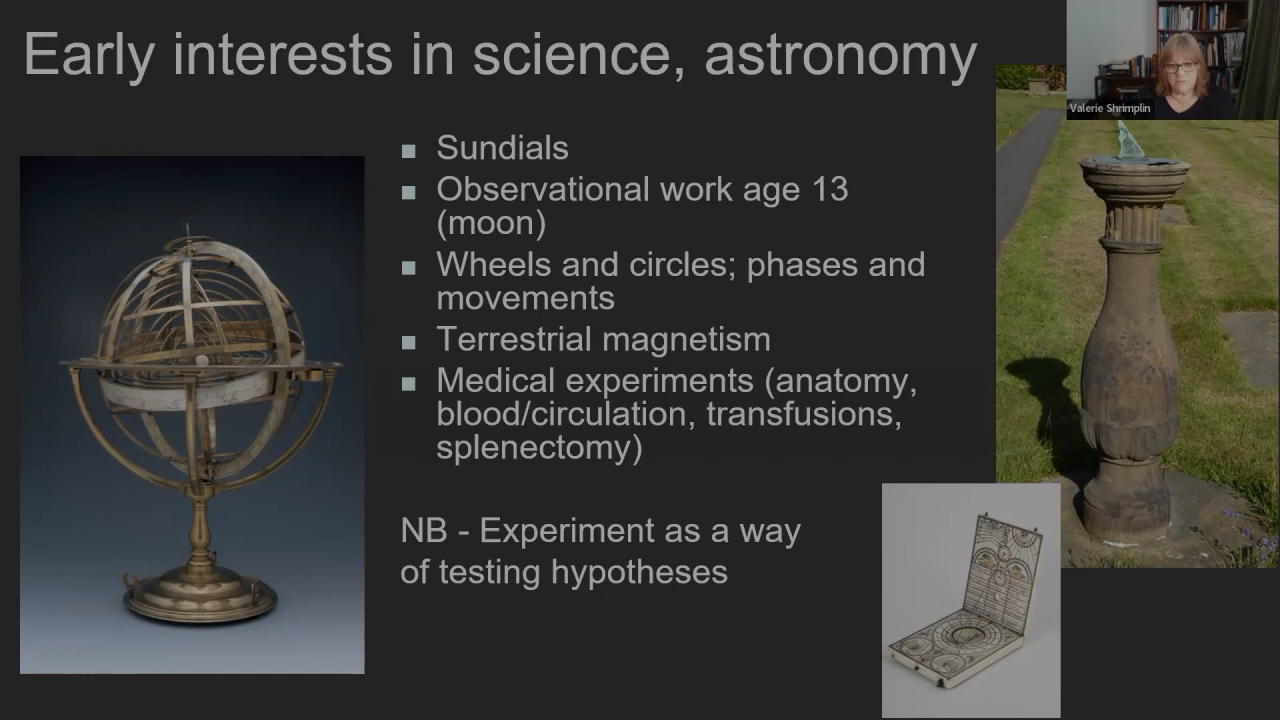 Early interests in science, astronomy
Valerie Shrimplin
■ Sundials
■ Observational work age 13
(moon)
■ Wheels and circles; phases and
movements
■ Terrestrial magnetism
■ Medical experiments (anatomy,
blood/circulation, transfusions,
splenectomy)
NB - Experiment as a way
of testing hypotheses